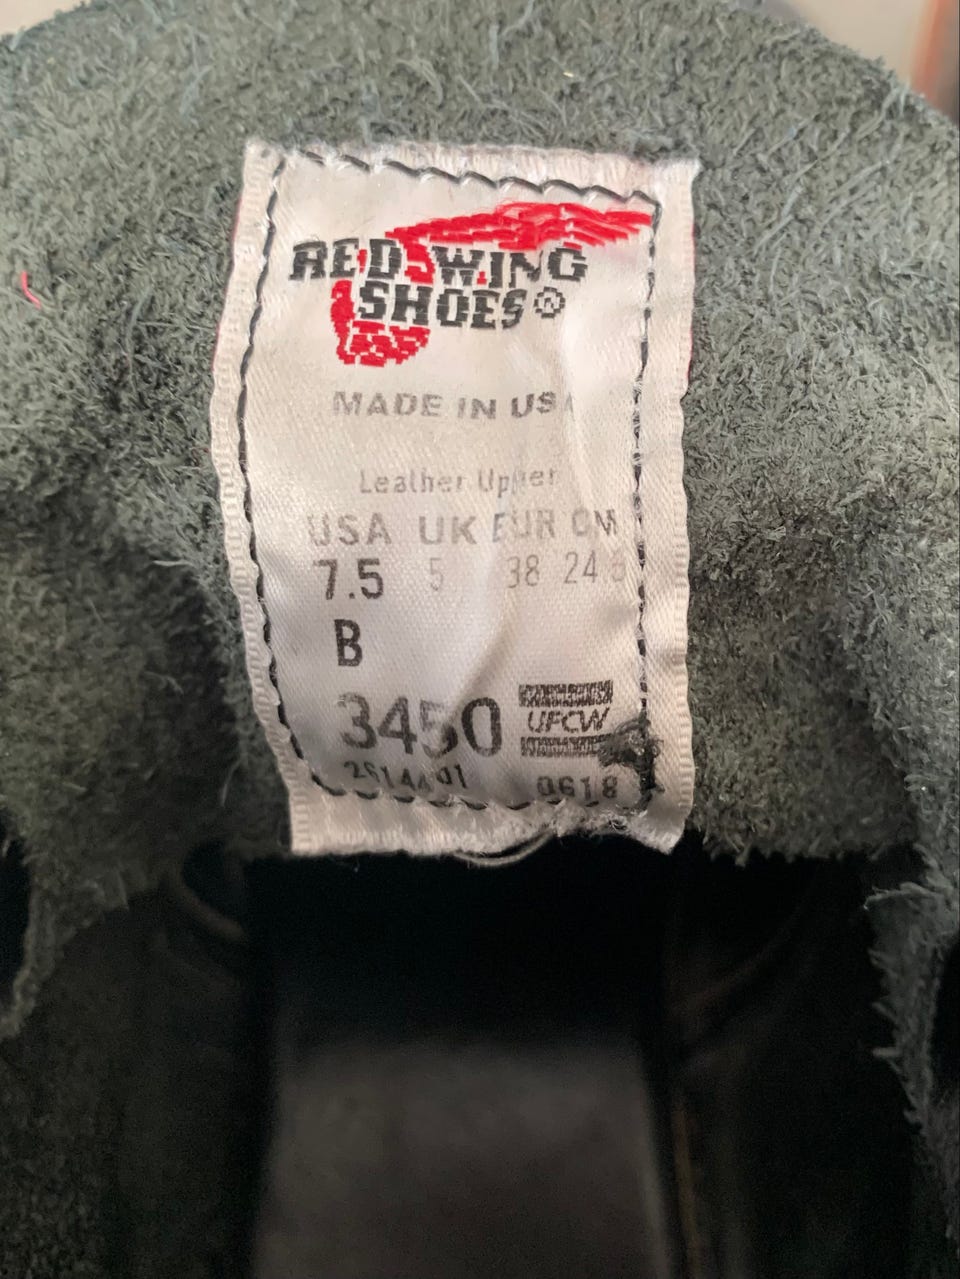 RED WING
SHOES®
MADE IN USA
Leather Upper
USA UK EUR CM
7.5 5 38 24.5
B
3450 UFCW
0618